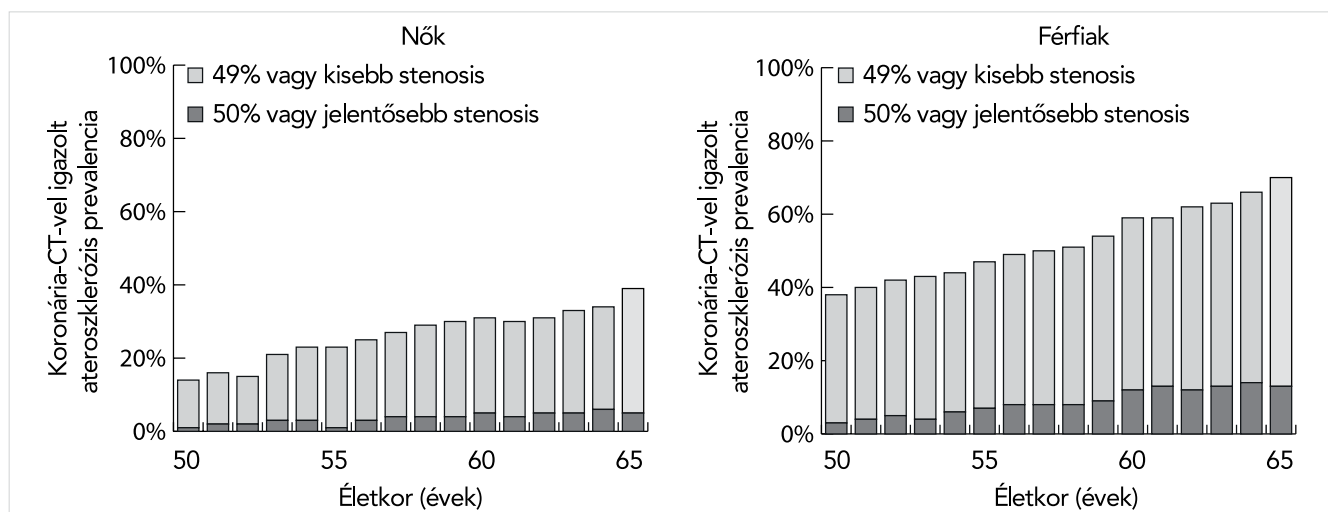 Nők
100%
80%
60%
40%
20%
0%
49% vagy kisebb stenosis
50% vagy jelentősebb stenosis
Koronária-CT-vel igazolt
ateroszklerózis prevalencia
50
55
60
65
Életkor (évek)
Férfiak
100%
80%
60%
40%
20%
0%
49% vagy kisebb stenosis
50% vagy jelentősebb stenosis
Koronária-CT-vel igazolt
ateroszklerózis prevalencia
50
55
60
65
Életkor (évek)